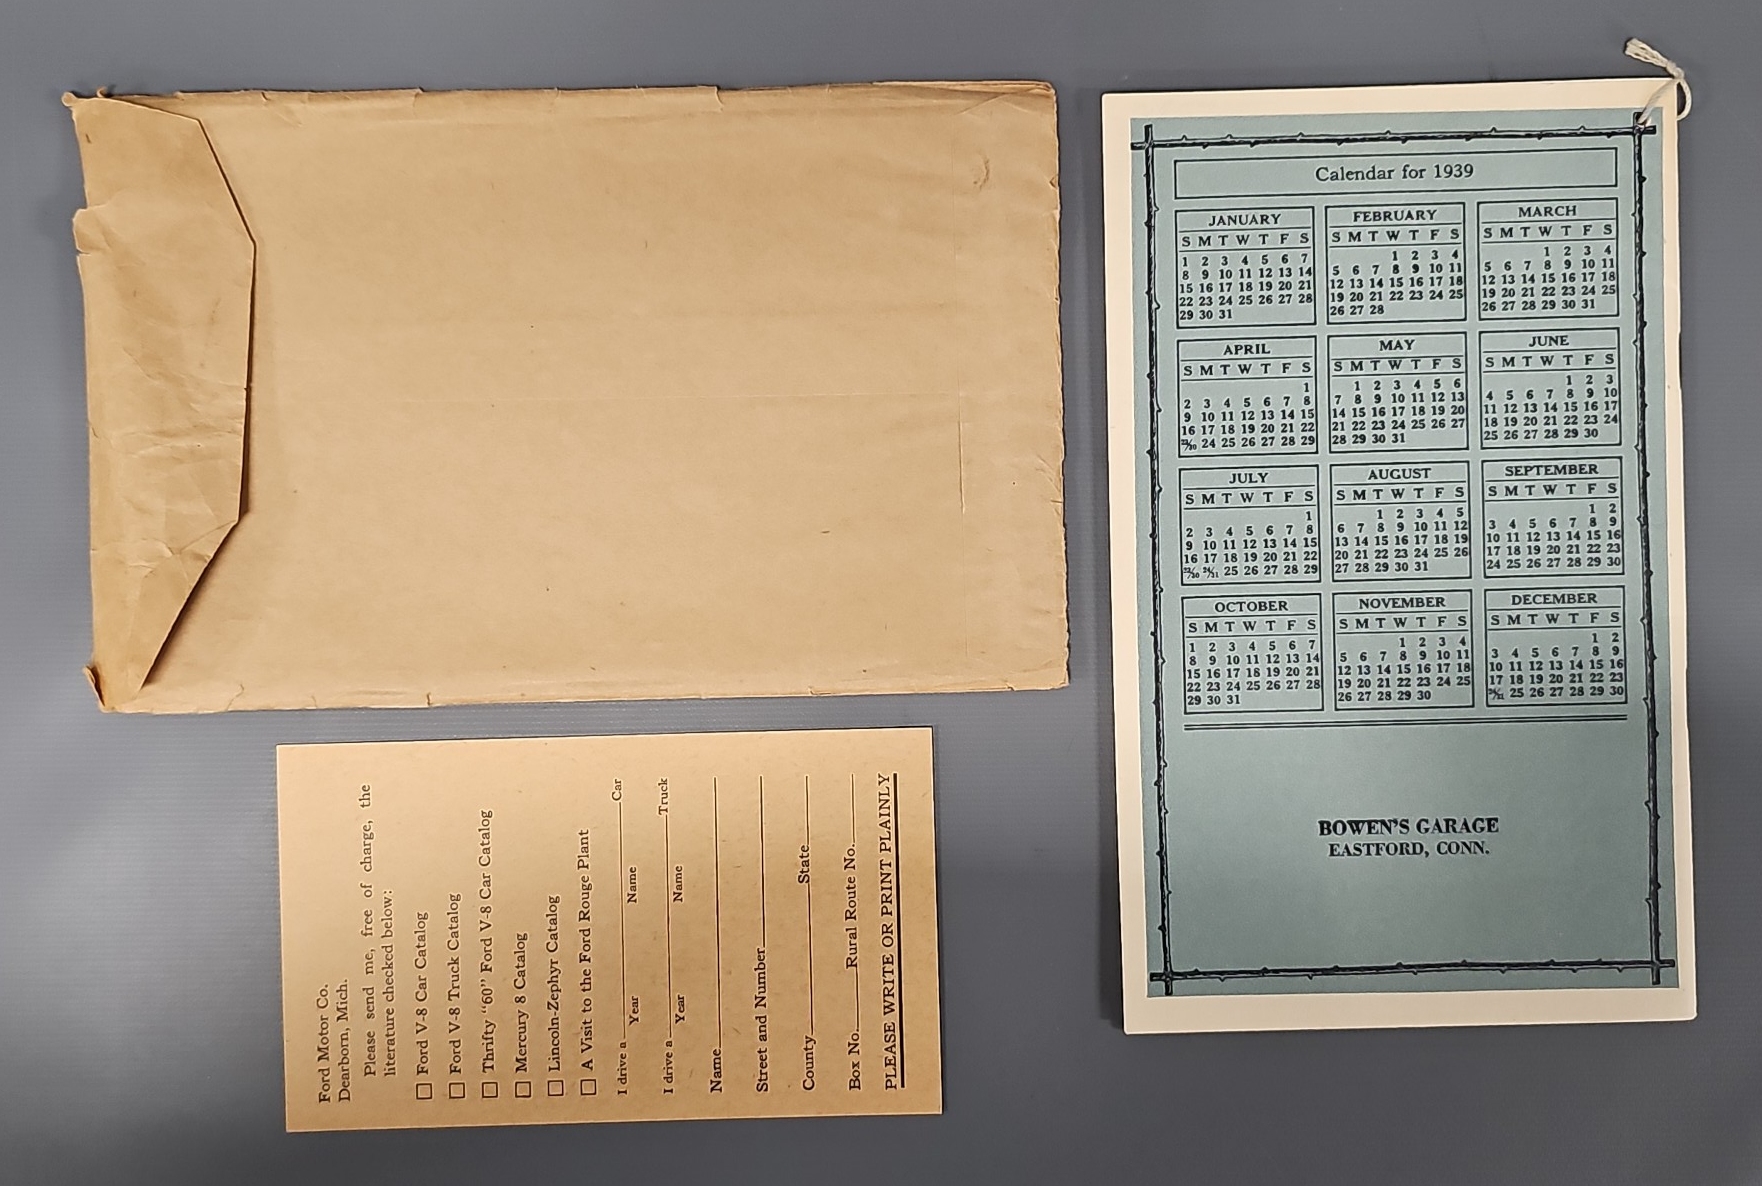 Calendar for 1939
JANUARY
S M T W T F S
1 2 3 4 5 6 7
8 9 10 11 12 13 14
15 16 17 18 19 20 21
22 23 24 25 26 27 28
29 30 31
FEBRUARY
S M T W T F S
1 2 3 4
5 6 7 8 9 10 11
12 13 14 15 16 17 18
19 20 21 22 23 24 25
26 27 28
MARCH
S M T W T F S
1 2 3 4
5 6 7 8 9 10 11
12 13 14 15 16 17 18
19 20 21 22 23 24 25
26 27 28 29 30 31
APRIL
S M T W T F S
1
2 3 4 5 6 7 8
9 10 11 12 13 14 15
16 17 18 19 20 21 22
23/30 24 25 26 27 28 29
MAY
S M T W T F S
1 2 3 4 5 6
7 8 9 10 11 12 13
14 15 16 17 18 19 20
21 22 23 24 25 26 27
28 29 30 31
JUNE
S M T W T F S
1 2 3
4 5 6 7 8 9 10
11 12 13 14 15 16 17
18 19 20 21 22 23 24
25 26 27 28 29 30
JULY
S M T W T F S
1
2 3 4 5 6 7 8
9 10 11 12 13 14 15
16 17 18 19 20 21 22
23/30 24/31 25 26 27 28 29
AUGUST
S M T W T F S
1 2 3 4 5
6 7 8 9 10 11 12
13 14 15 16 17 18 19
20 21 22 23 24 25 26
27 28 29 30 31
SEPTEMBER
S M T W T F S
1 2
3 4 5 6 7 8 9
10 11 12 13 14 15 16
17 18 19 20 21 22 23
24 25 26 27 28 29 30
OCTOBER
S M T W T F S
1 2 3 4 5 6 7
8 9 10 11 12 13 14
15 16 17 18 19 20 21
22 23 24 25 26 27 28
29 30 31
NOVEMBER
S M T W T F S
1 2 3 4
5 6 7 8 9 10 11
12 13 14 15 16 17 18
19 20 21 22 23 24 25
26 27 28 29 30
DECEMBER
S M T W T F S
1 2
3 4 5 6 7 8 9
10 11 12 13 14 15 16
17 18 19 20 21 22 23
24/31 25 26 27 28 29 30
BOWEN'S GARAGE
EASTFORD, CONN.
Ford Motor Co.
Dearborn, Mich.
Please send me, free of charge, the
literature checked below:
Ford V-8 Car Catalog
Ford V-8 Truck Catalog
Thrifty "60" Ford V-8 Car Catalog
Mercury 8 Catalog
Lincoln-Zephyr Catalog
A Visit to the Ford Rouge Plant
I drive a Car
Year Name
I drive a Truck
Year Name
Name
Street and Number
County State
Box No. Rural Route No.
PLEASE WRITE OR PRINT PLAINLY